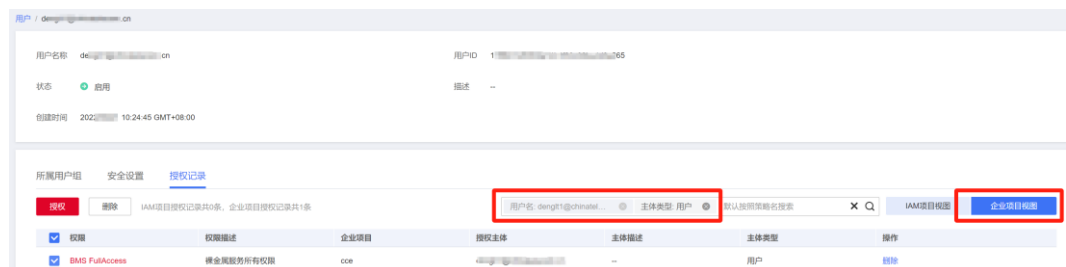 用户 / .cn
用户名称 cn 用户ID 65
状态 启用 描述 --
创建时间 202 10:24:45 GMT+08:00
所属用户组 安全设置 授权记录
授权 删除 IAM项目授权记录共0条，企业项目授权记录共1条 用户名: denglt1@chinatel... 主体类型: 用户 默认按照策略名搜索 IAM项目视图 企业项目视图
权限 权限描述 企业项目 授权主体 主体描述 主体类型 操作
BMS FullAccess 裸金属服务所有权限 cce -- 用户 删除